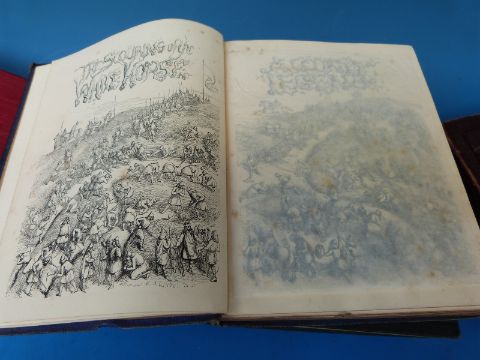 THE SCOURING of the
WHITE HORSE